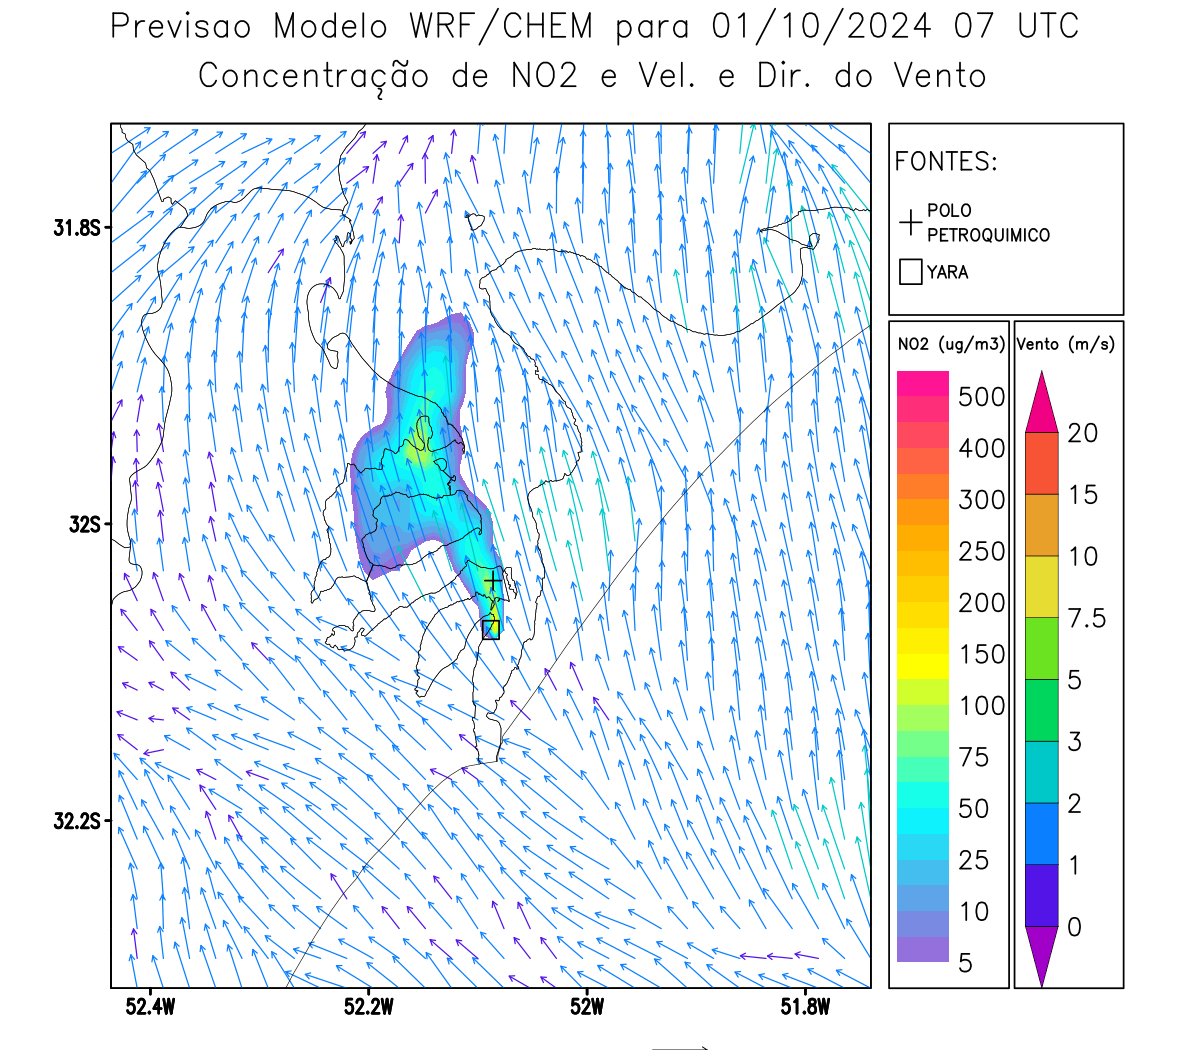 Previsao Modelo WRF/CHEM para 01/10/2024 07 UTC
Concentração de NO2 e Vel. e Dir. do Vento
FONTES:
POLO
PETROQUIMICO
YARA
31.8S
32S
32.2S
52.4W
52.2W
52W
51.8W
NO2 (ug/m3)
500
400
300
250
200
150
100
75
50
25
10
5
Vento (m/s)
20
15
10
7.5
5
3
2
1
0